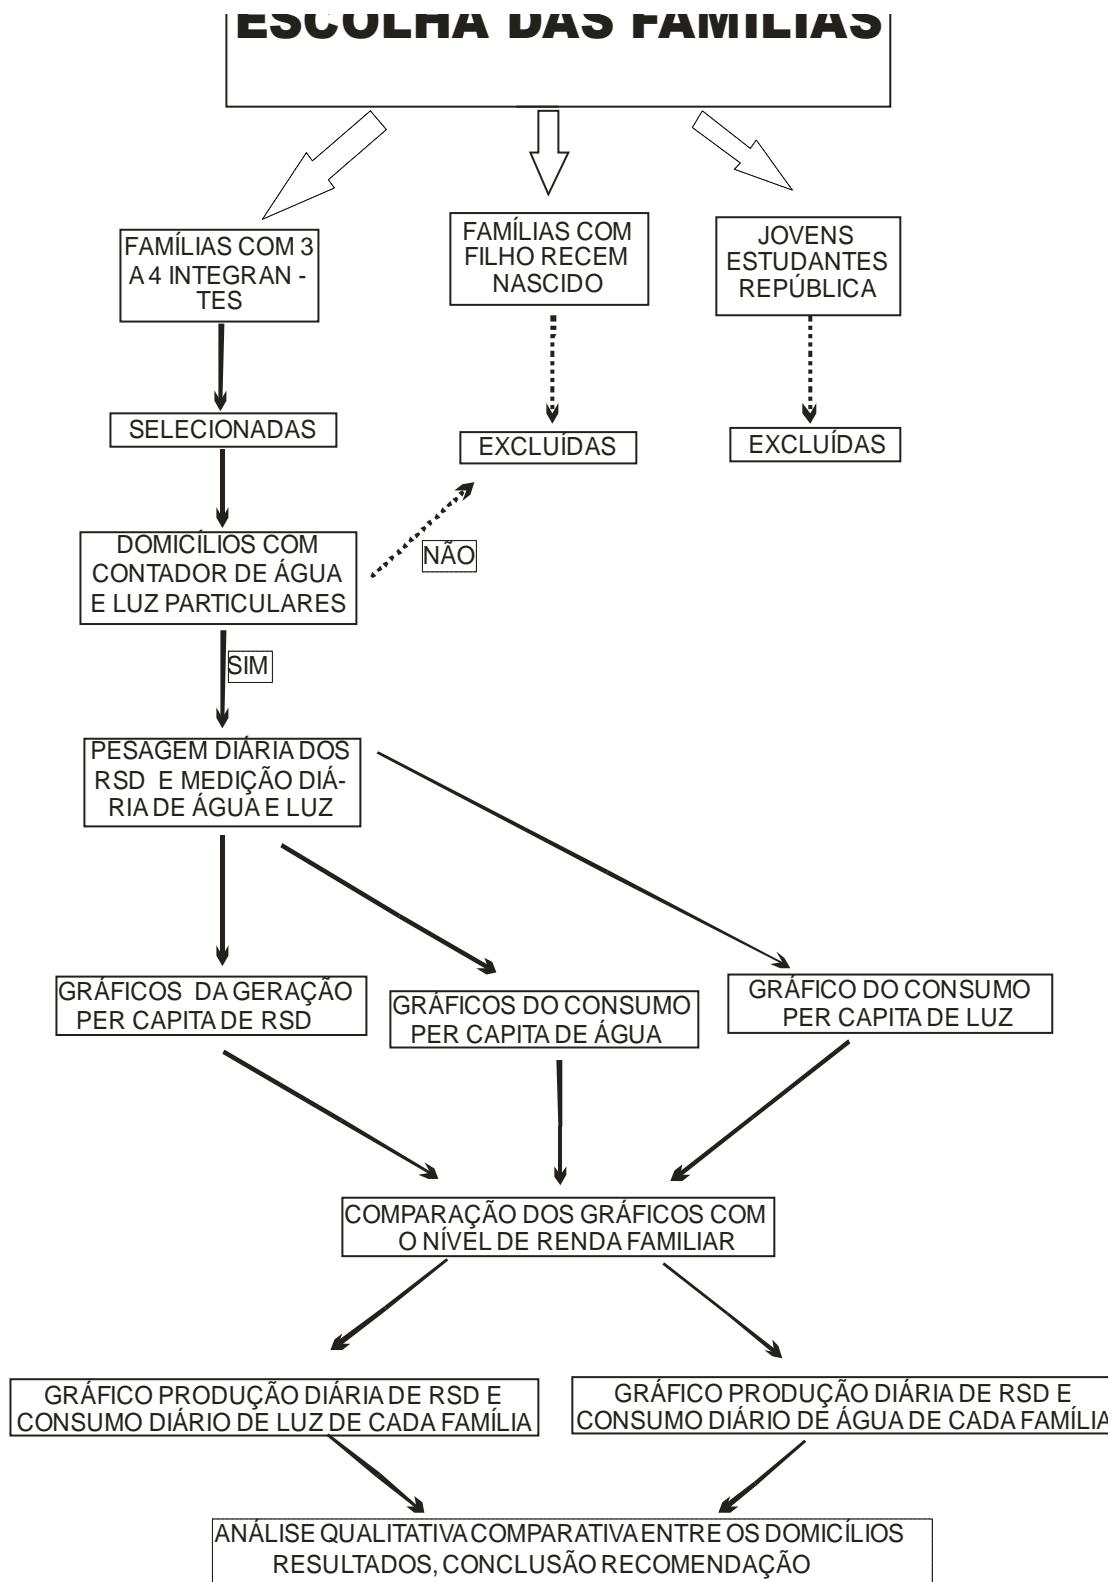 ESCOLHA DAS FAMÍLIAS
FAMÍLIAS COM 3
A 4 INTEGRAN -
TES
FAMÍLIAS COM
FILHO RECEM
NASCIDO
JOVENS
ESTUDANTES
REPÚBLICA
SELECIONADAS
EXCLUÍDAS
EXCLUÍDAS
DOMICÍLIOS COM
CONTADOR DE ÁGUA
E LUZ PARTICULARES
NÃO
SIM
PESAGEM DIÁRIA DOS
RSD E MEDIÇÃO DIÁ-
RIA DE ÁGUA E LUZ
GRÁFICOS DA GERAÇÃO
PER CAPITA DE RSD
GRÁFICOS DO CONSUMO
PER CAPITA DE ÁGUA
GRÁFICO DO CONSUMO
PER CAPITA DE LUZ
COMPARAÇÃO DOS GRÁFICOS COM
O NÍVEL DE RENDA FAMILIAR
GRÁFICO PRODUÇÃO DIÁRIA DE RSD E
CONSUMO DIÁRIO DE LUZ DE CADA FAMÍLIA
GRÁFICO PRODUÇÃO DIÁRIA DE RSD E
CONSUMO DIÁRIO DE ÁGUA DE CADA FAMÍLIA
ANÁLISE QUALITATIVA COMPARATIVA ENTRE OS DOMICÍLIOS
RESULTADOS, CONCLUSÃO RECOMENDAÇÃO